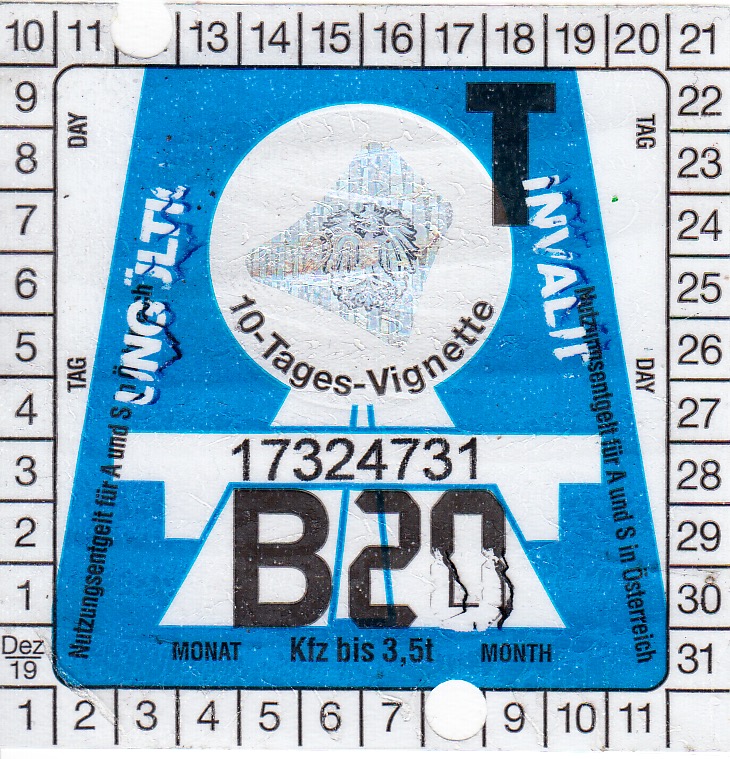 10 11 13 14 15 16 17 18 19 20 21
9 22
8 23
7 24
6 25
5 26
4 27
3 28
2 29
1 30
Dez
19
31
1 2 3 4 5 6 7 9 10 11
DAY
TAG
TAG
DAY
T
INVALI
10-Tages-Vignette
17324731
B20
MONAT Kfz bis 3,5t MONTH
Nutzungsentgelt für A und S in
Nutzungsentgelt für A und S in Österreich